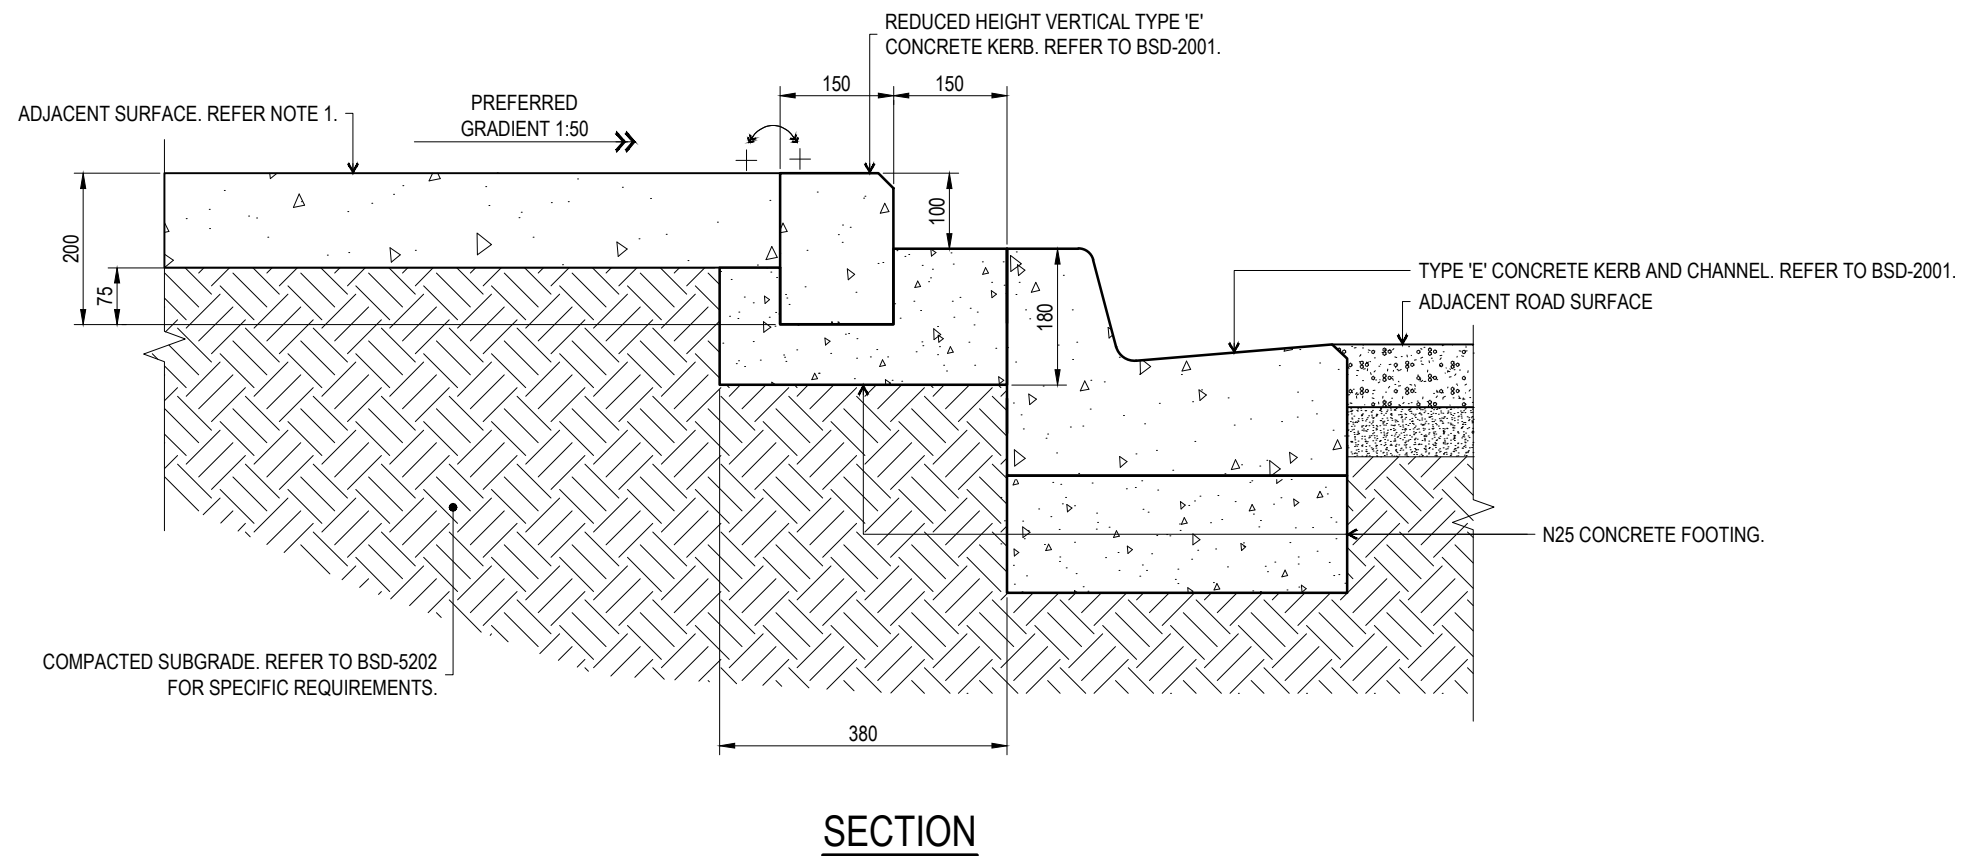 REDUCED HEIGHT VERTICAL TYPE 'E'
CONCRETE KERB. REFER TO BSD-2001.
150
150
ADJACENT SURFACE. REFER NOTE 1.
PREFERRED
GRADIENT 1:50
200
75
100
180
TYPE 'E' CONCRETE KERB AND CHANNEL. REFER TO BSD-2001.
ADJACENT ROAD SURFACE
N25 CONCRETE FOOTING.
COMPACTED SUBGRADE. REFER TO BSD-5202
FOR SPECIFIC REQUIREMENTS.
380
SECTION